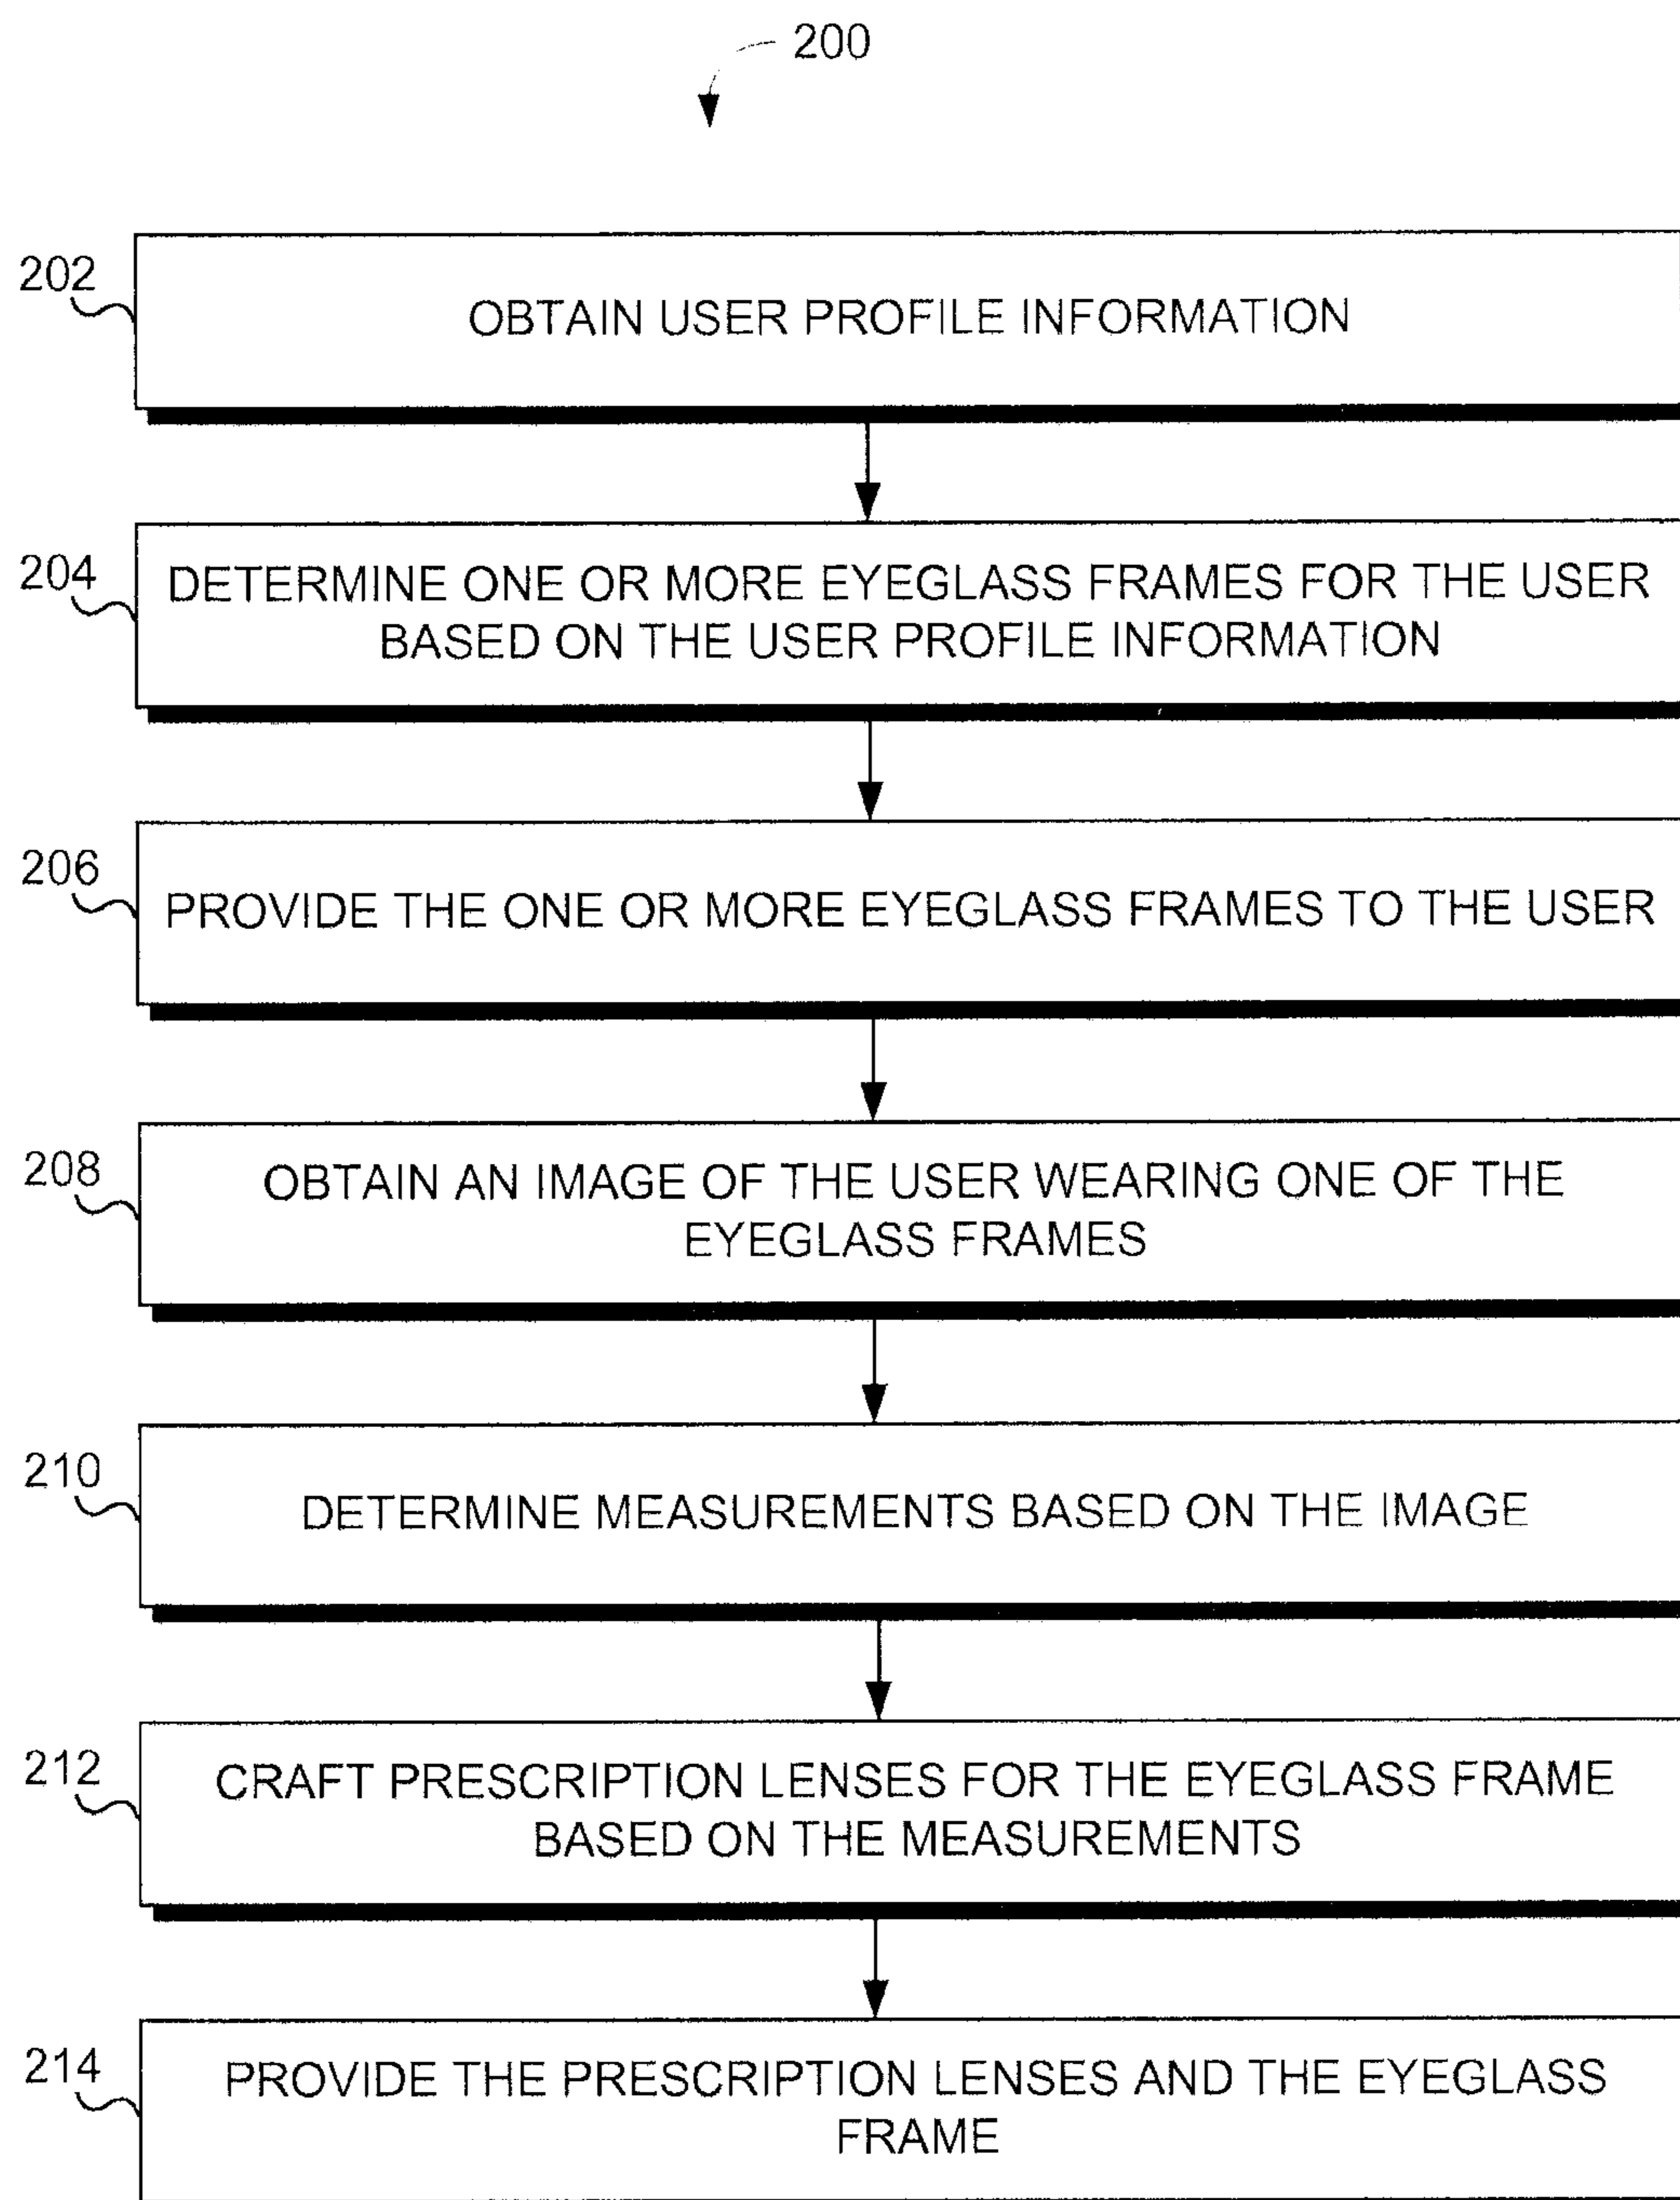 200
202
OBTAIN USER PROFILE INFORMATION
204
DETERMINE ONE OR MORE EYEGLASS FRAMES FOR THE USER
BASED ON THE USER PROFILE INFORMATION
206
PROVIDE THE ONE OR MORE EYEGLASS FRAMES TO THE USER
208
OBTAIN AN IMAGE OF THE USER WEARING ONE OF THE
EYEGLASS FRAMES
210
DETERMINE MEASUREMENTS BASED ON THE IMAGE
212
CRAFT PRESCRIPTION LENSES FOR THE EYEGLASS FRAME
BASED ON THE MEASUREMENTS
214
PROVIDE THE PRESCRIPTION LENSES AND THE EYEGLASS
FRAME